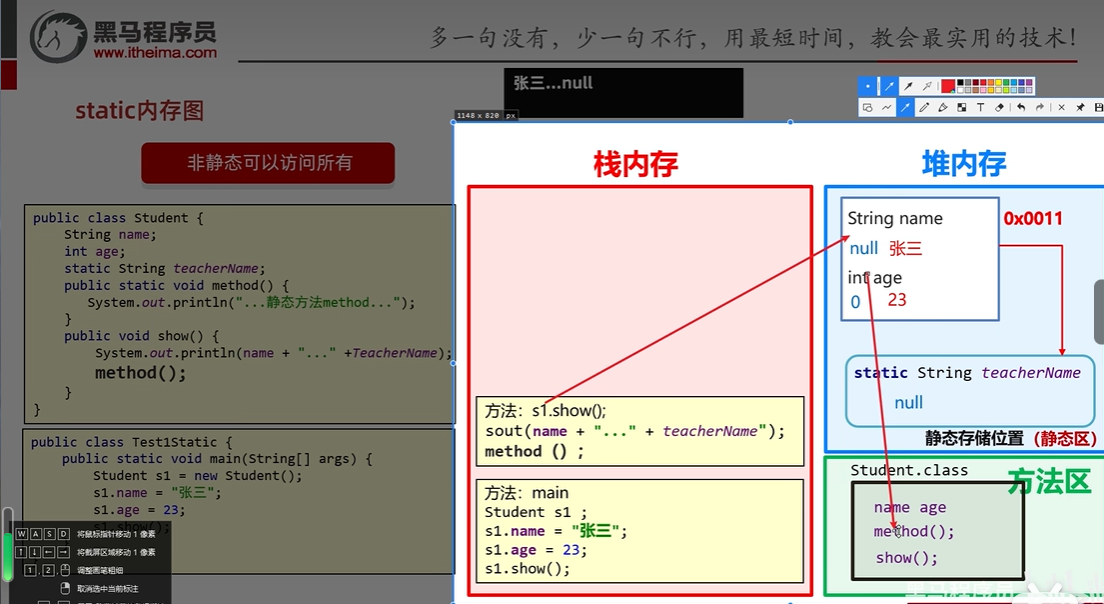 黑马程序员
www.itheima.com
多一句没有，少一句不行，用最短时间，教会最实用的技术！
static内存图
张三...null
1148 x 820 px
非静态可以访问所有
public class Student {
String name;
int age;
static String teacherName;
public static void method() {
System.out.println("...静态方法method...");
}
public void show() {
System.out.println(name + "..." +TeacherName);
method();
}
}
public class Test1Static {
public static void main(String[] args) {
Student s1 = new Student();
s1.name = "张三";
s1.age = 23;
s1.show();
W A S D 将鼠标指针移动 1 像素
↑ ↓ ← → 将截屏区域移动 1 像素
1 , 2 , 调整画笔粗细
取消选中当前标注
栈内存
方法：s1.show();
sout(name + "..." + teacherName");
method () ;
方法：main
Student s1 ;
s1.name = "张三";
s1.age = 23;
s1.show();
堆内存
String name
0x0011
null 张三
int age
0 23
static String teacherName
null
静态存储位置（静态区）
Student.class
方法区
name age
method();
show();